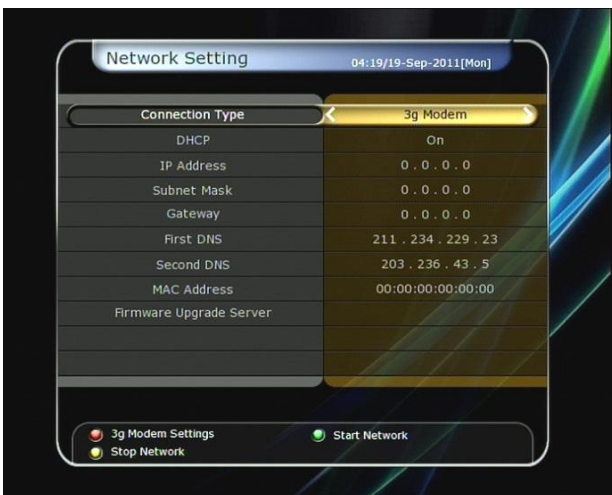 Network Setting 04:19/19-Sep-2011[Mon]
Connection Type 3g Modem
DHCP On
IP Address 0 . 0 . 0 . 0
Subnet Mask 0 . 0 . 0 . 0
Gateway 0 . 0 . 0 . 0
First DNS 211 . 234 . 229 . 23
Second DNS 203 . 236 . 43 . 5
MAC Address 00:00:00:00:00:00
Firmware Upgrade Server
3g Modem Settings Start Network
Stop Network